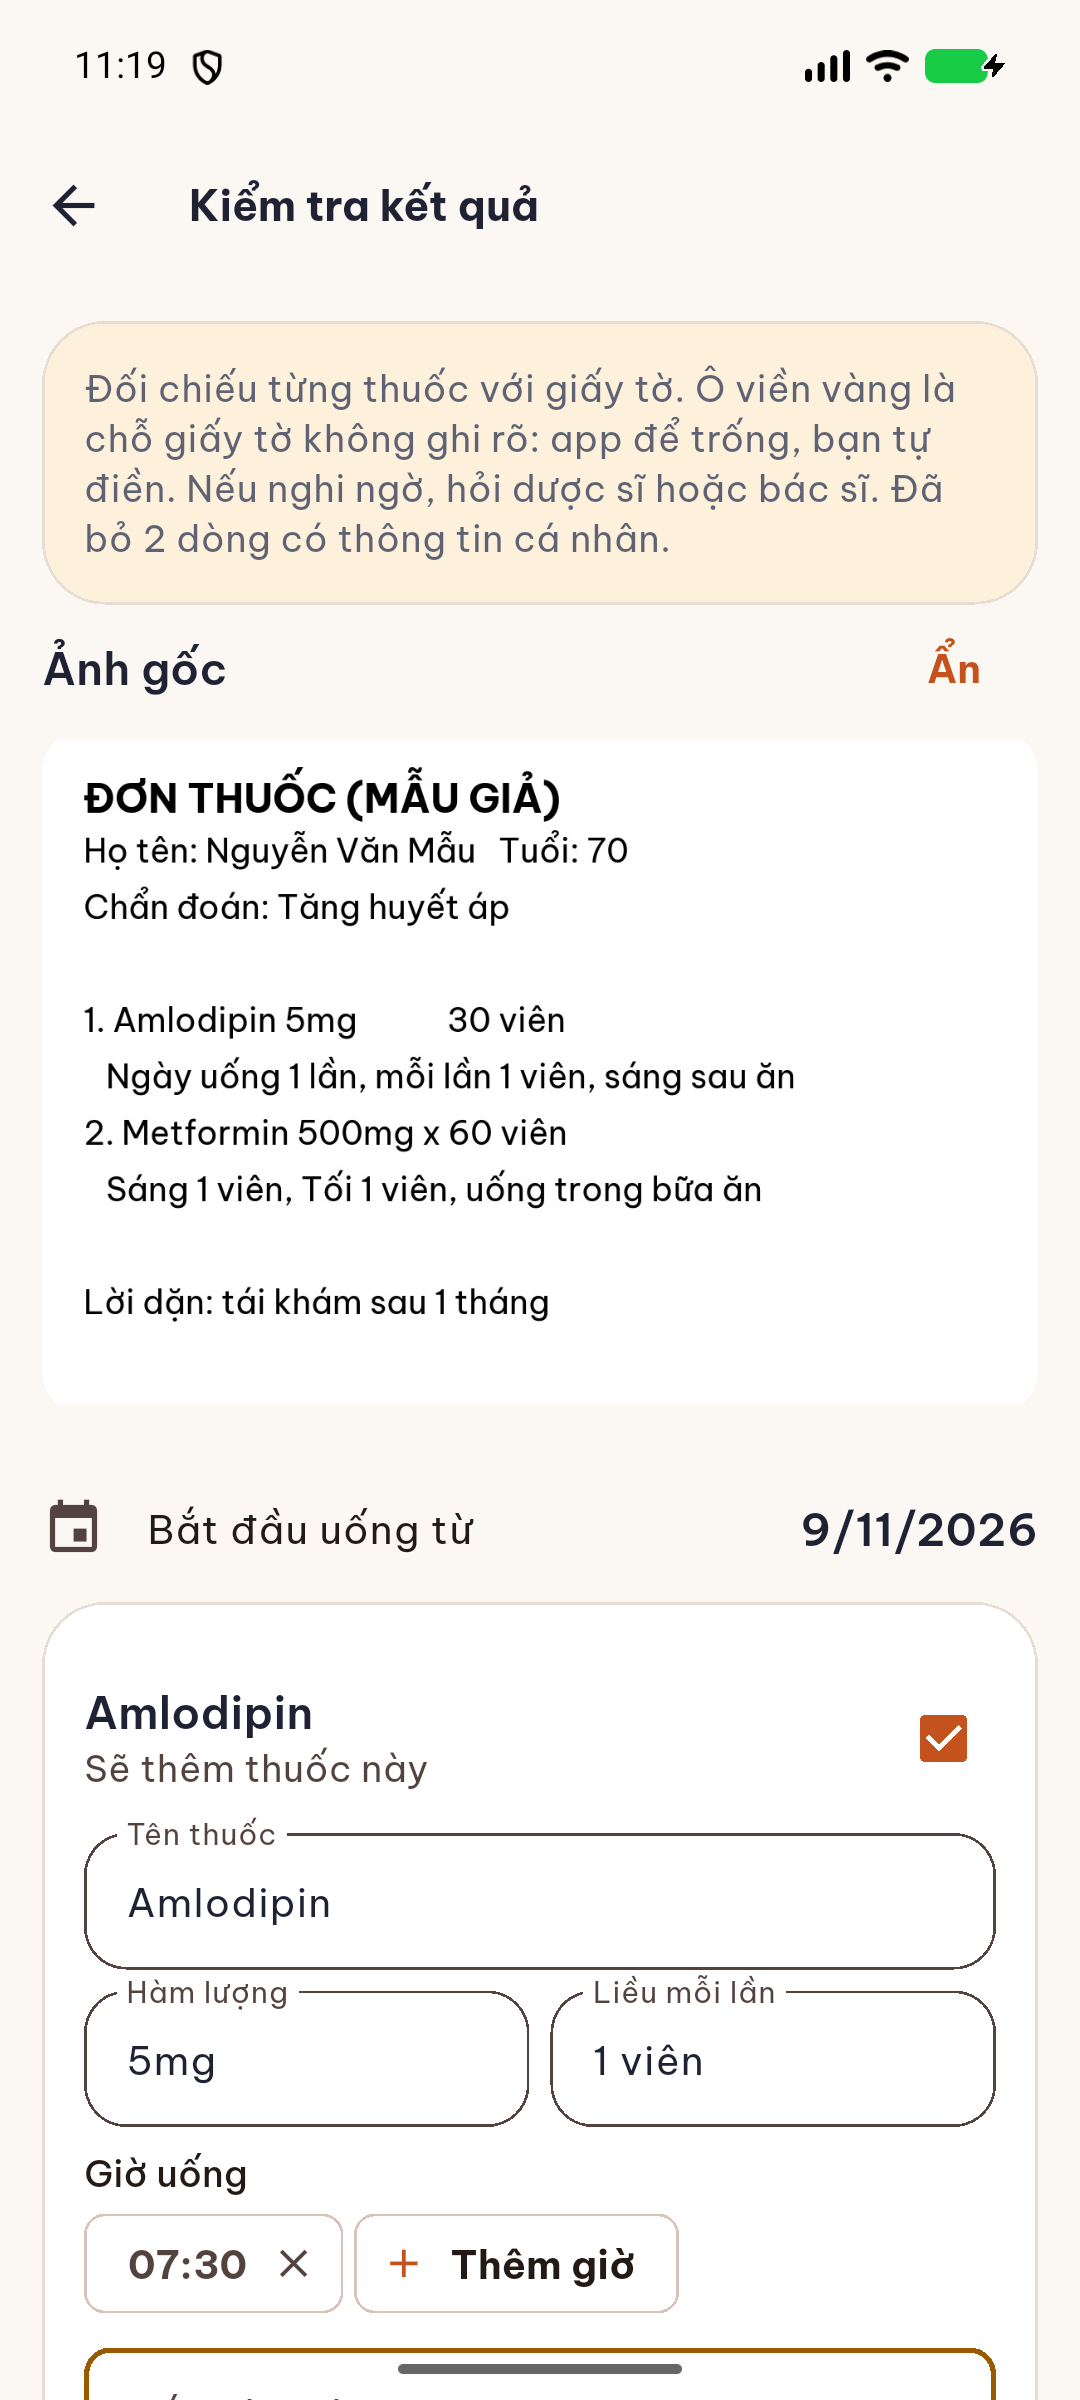 11:19
Kiểm tra kết quả
Đối chiếu từng thuốc với giấy tờ. Ô viền vàng là
chỗ giấy tờ không ghi rõ: app để trống, bạn tự
điền. Nếu nghi ngờ, hỏi dược sĩ hoặc bác sĩ. Đã
bỏ 2 dòng có thông tin cá nhân.
Ảnh gốc Ẩn
ĐƠN THUỐC (MẪU GIẢ)
Họ tên: Nguyễn Văn Mẫu Tuổi: 70
Chẩn đoán: Tăng huyết áp
1. Amlodipin 5mg 30 viên
Ngày uống 1 lần, mỗi lần 1 viên, sáng sau ăn
2. Metformin 500mg x 60 viên
Sáng 1 viên, Tối 1 viên, uống trong bữa ăn
Lời dặn: tái khám sau 1 tháng
Bắt đầu uống từ 9/11/2026
Amlodipin
Sẽ thêm thuốc này
Tên thuốc
Amlodipin
Hàm lượng Liều mỗi lần
5mg 1 viên
Giờ uống
07:30 Thêm giờ